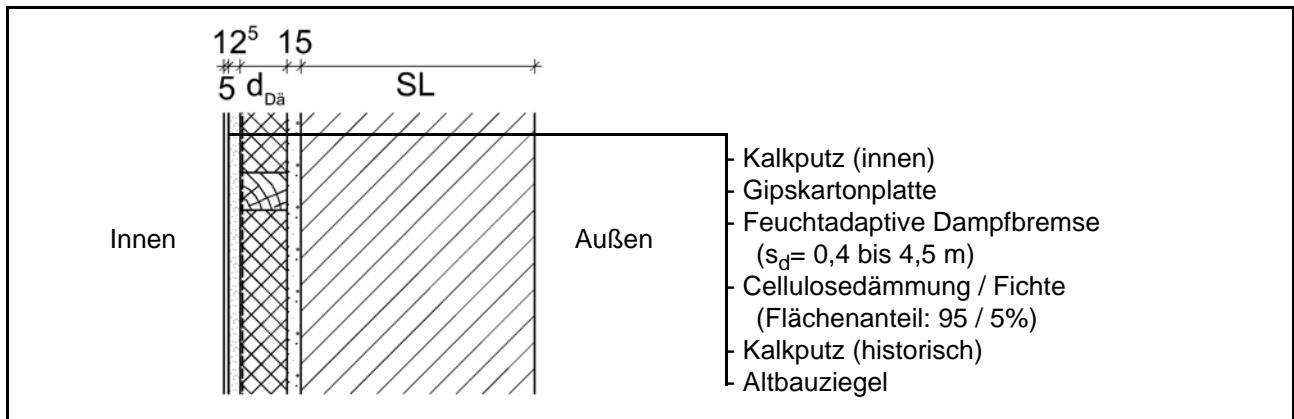 12⁵ 15
5 d_Dä SL
- Kalkputz (innen)
- Gipskartonplatte
- Feuchtadaptive Dampfbremse
(s_d= 0,4 bis 4,5 m)
- Cellulosedämmung / Fichte
(Flächenanteil: 95 / 5%)
- Kalkputz (historisch)
- Altbauziegel
Innen
Außen